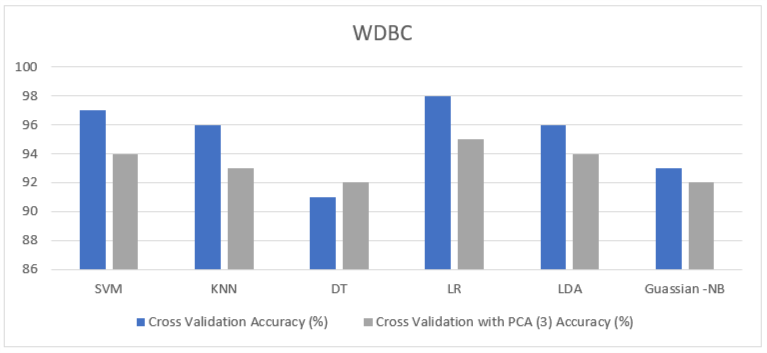 WDBC
100
98
96
94
92
90
88
86
SVM KNN DT LR LDA Guassian -NB
Cross Validation Accuracy (%) Cross Validation with PCA (3) Accuracy (%)